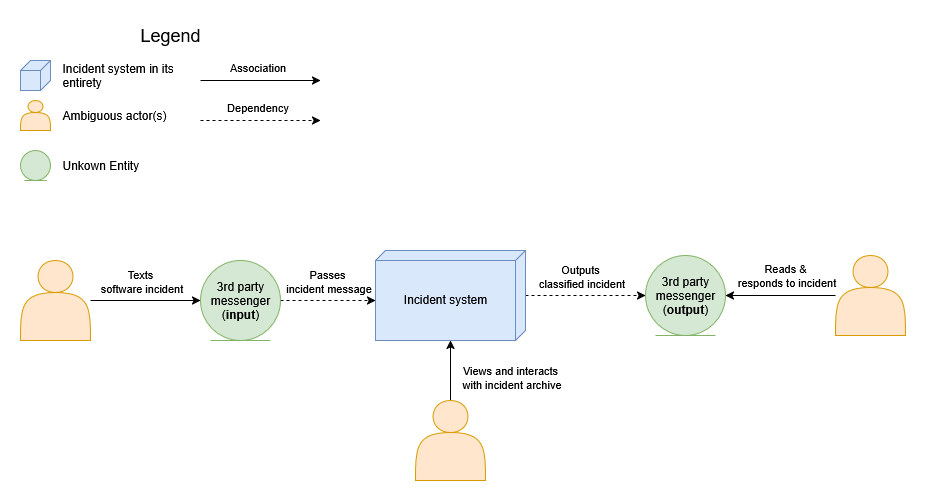 Legend
Incident system in its
entirety
Association
Ambiguous actor(s)
Dependency
Unkown Entity
Texts
software incident
3rd party
messenger
(input)
Passes
incident message
Incident system
Outputs
classified incident
3rd party
messenger
(output)
Reads &
responds to incident
Views and interacts
with incident archive